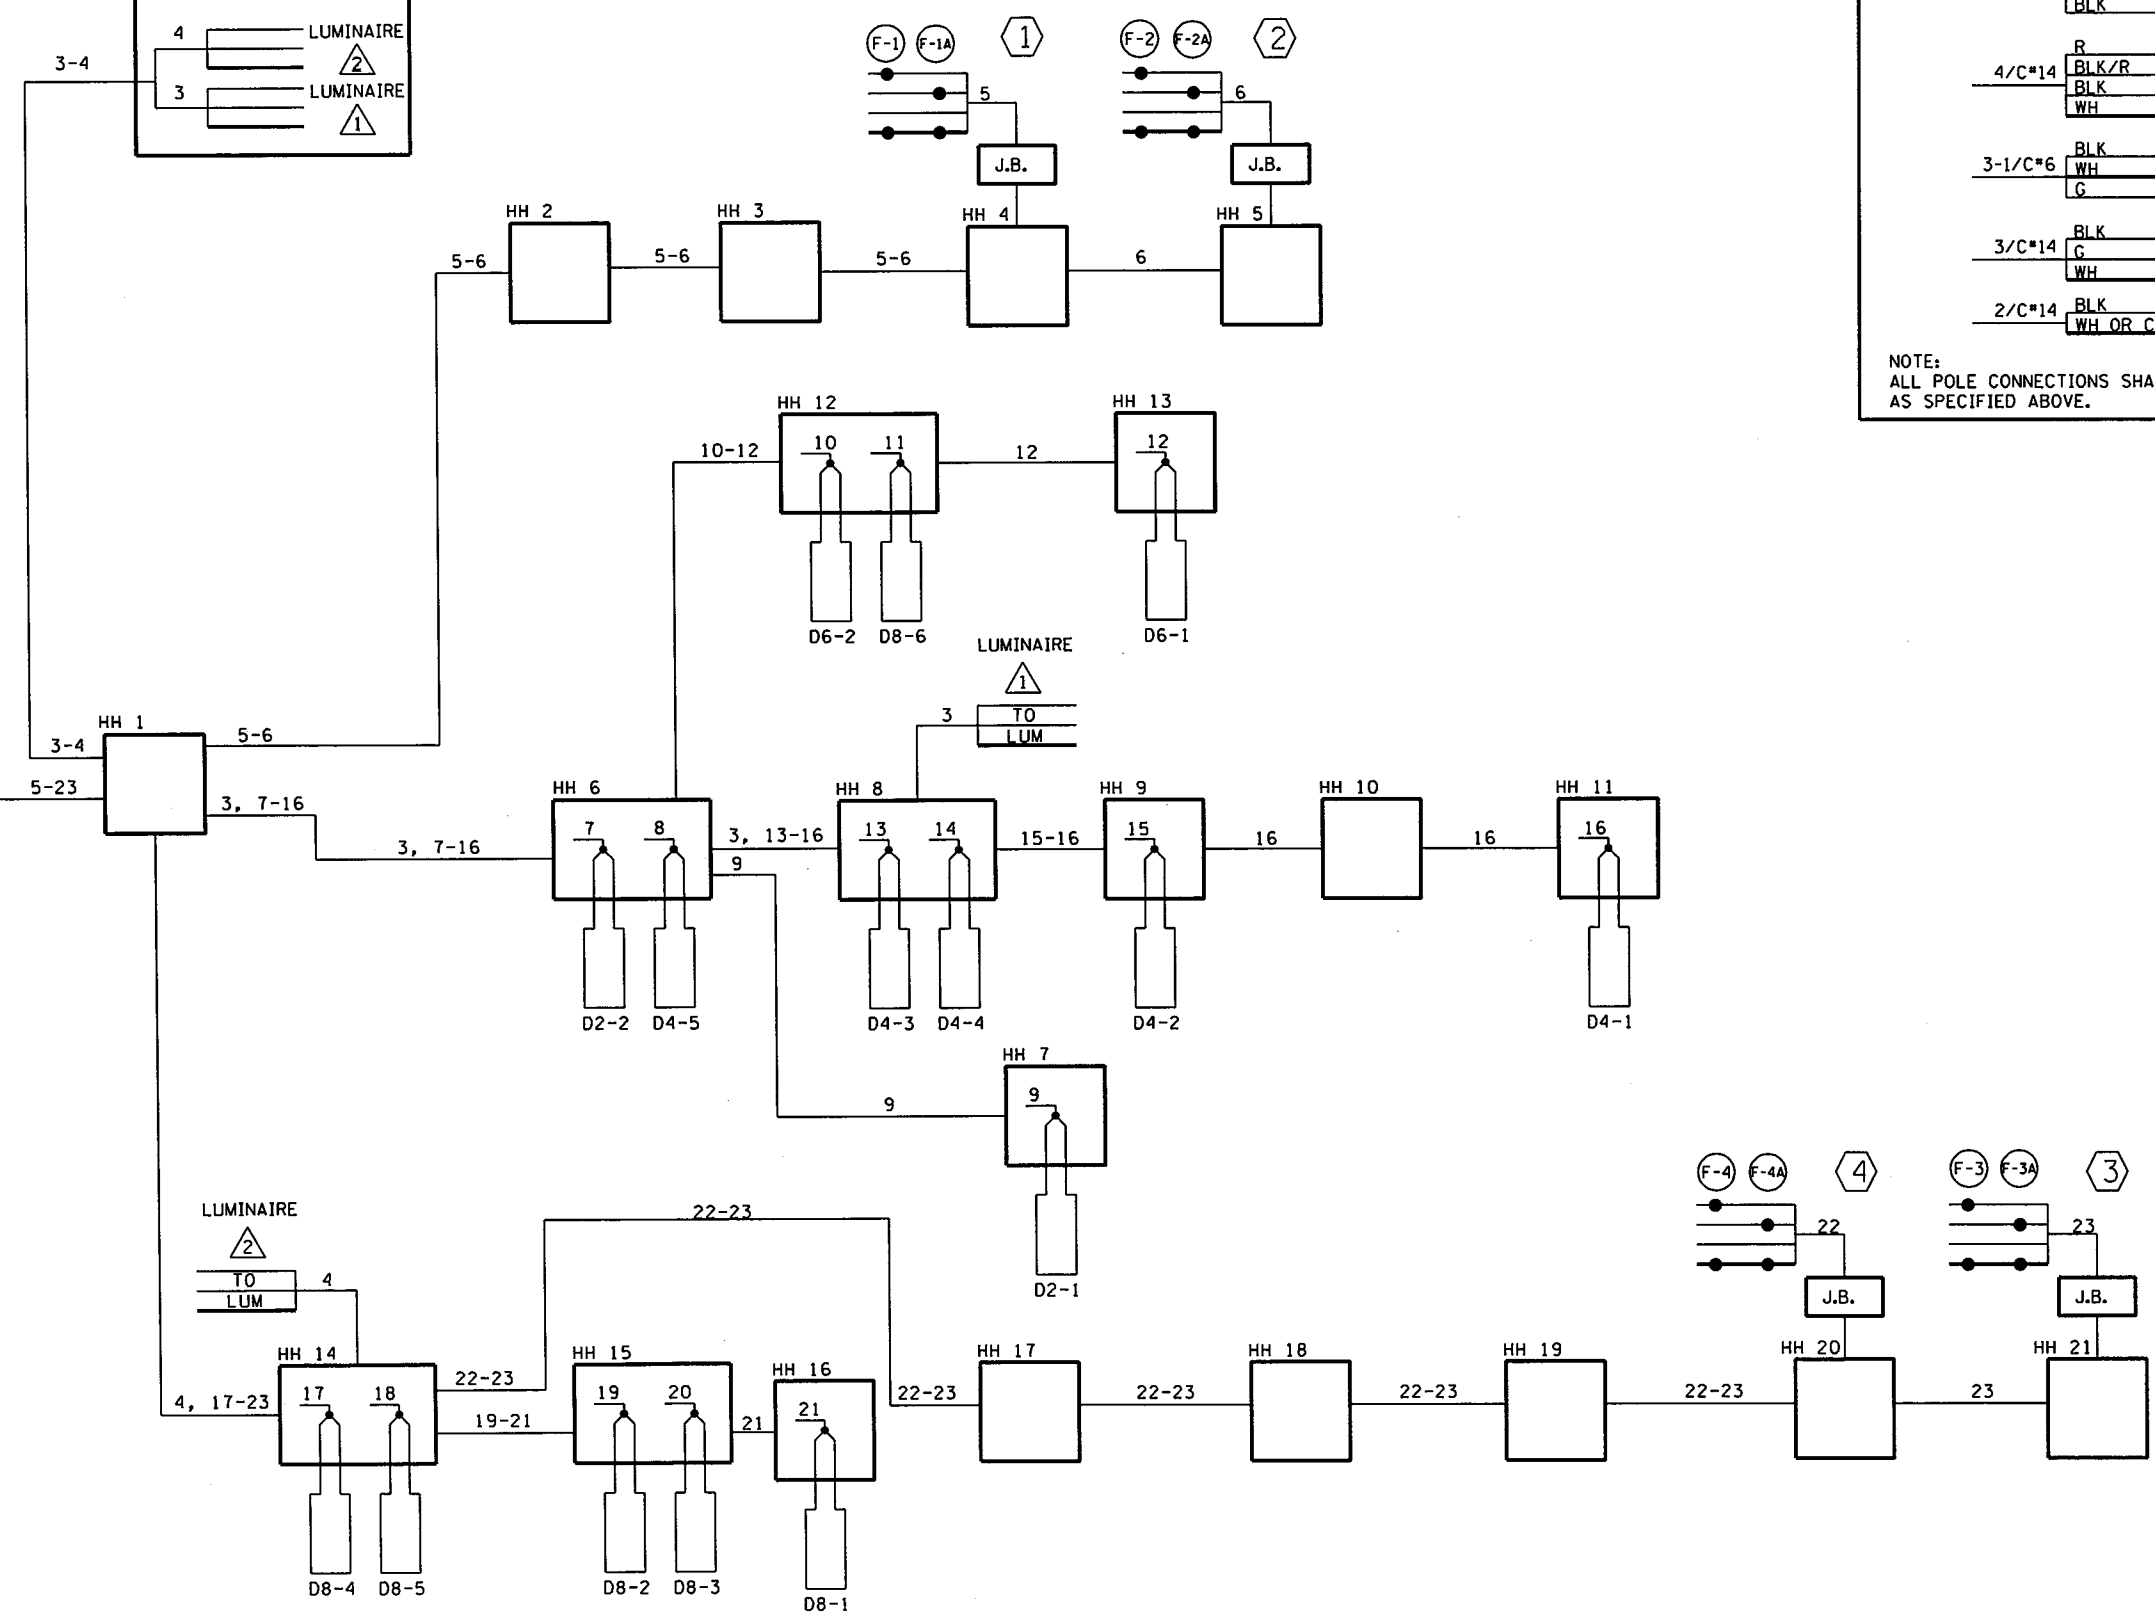 4 LUMINAIRE
2
3-4
3 LUMINAIRE
1
F-1 F-1A 1
5
J.B.
F-2 F-2A 2
6
J.B.
BLK
4/C#14
R
BLK/R
BLK
WH
3-1/C#6
BLK
WH
G
3/C#14
BLK
G
WH
2/C#14
BLK
WH OR
NOTE:
ALL POLE CONNECTIONS SHA
AS SPECIFIED ABOVE.
HH 2 HH 3 HH 4 HH 5
5-6 5-6 5-6 6
HH 12 HH 13
10-12 10 11 12 12
D6-2 D8-6 D6-1
LUMINAIRE
1
3 TO
LUM
HH 1
3-4 5-6
5-23 3, 7-16
3, 7-16
HH 6 HH 8 HH 9 HH 10 HH 11
7 8 3, 13-16 13 14 15-16 15 16 16 16
9
D2-2 D4-5 D4-3 D4-4 D4-2 D4-1
HH 7
9 9
D2-1
LUMINAIRE
2
TO 4
LUM
22-23
F-4 F-4A 4
22
J.B.
F-3 F-3A 3
23
J.B.
HH 14 HH 15 HH 16 HH 17 HH 18 HH 19 HH 20 HH 21
4, 17-23 17 18 22-23 19 20 22-23 22-23 22-23 22-23 23
19-21 21 21
D8-4 D8-5 D8-2 D8-3 D8-1